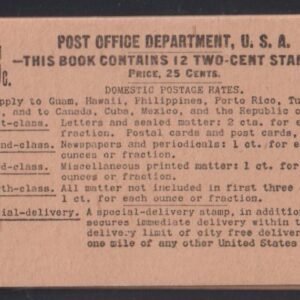 POST OFFICE DEPARTMENT, U. S. A.
—THIS BOOK CONTAINS 12 TWO-CENT STA
c. PRICE, 25 CENTS.
DOMESTIC POSTAGE RATES.
pply to Guam, Hawaii, Philippines, Porto Rico, Tu
, and to Canada, Cuba, Mexico, and the Republic o
t-class. Letters and sealed matter: 2 cts. for
fraction. Postal cards and post cards,
nd-class. Newspapers and periodicals: 1 ct. for
ounces or fraction.
d-class. Miscellaneous printed matter: 1 ct. for
ounces or fraction.
th-class. All matter not included in first three
1 ct. for each ounce or fraction.
ial-delivery. A special-delivery stamp, in addition
secures immediate delivery within the
delivery limit of city free deliver
one mile of any other United States